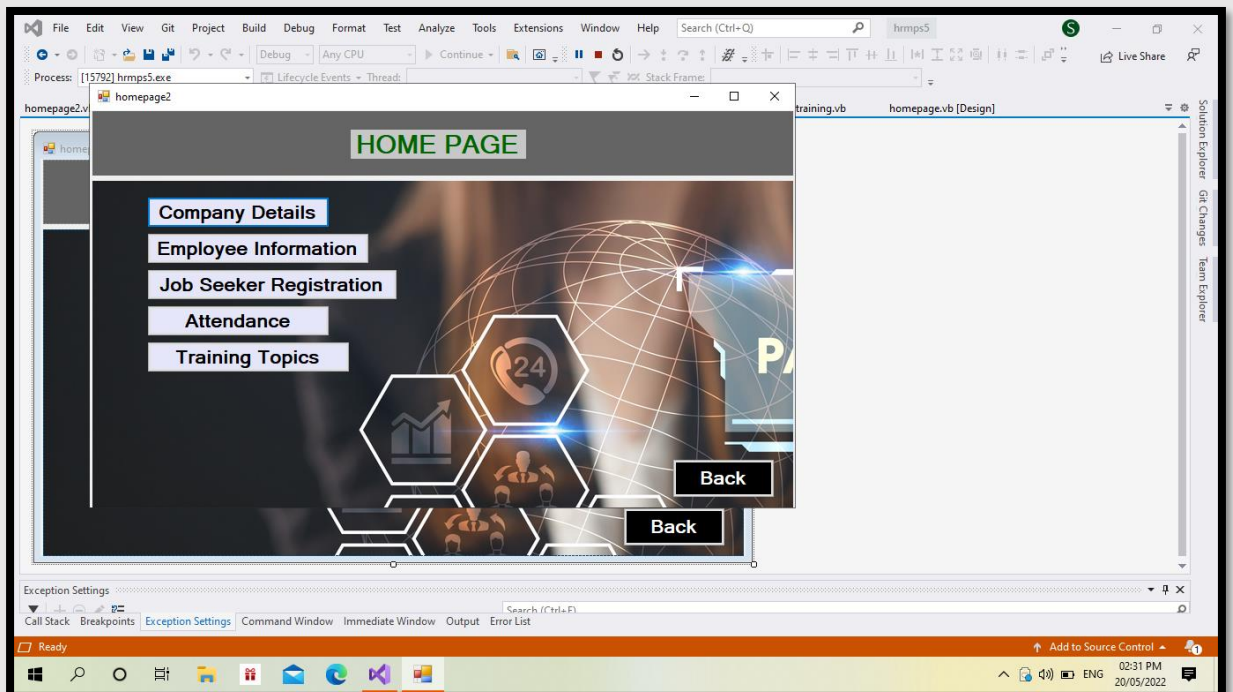 File Edit View Git Project Build Debug Format Test Analyze Tools Extensions Window Help Search (Ctrl+Q) hrmps5 S
Debug Any CPU Continue Live Share
Process: [15792] hrmps5.exe Lifecycle Events Thread: Stack Frame:
homepage2.v training.vb homepage.vb [Design]
homepage2
HOME PAGE
Company Details
Employee Information
Job Seeker Registration
Attendance
Training Topics
24
PA
Back
Back
home
Solution Explorer
Git Changes
Team Explorer
Exception Settings
Search (Ctrl+E)
Call Stack Breakpoints Exception Settings Command Window Immediate Window Output Error List
Ready Add to Source Control 1
ENG 02:31 PM
20/05/2022